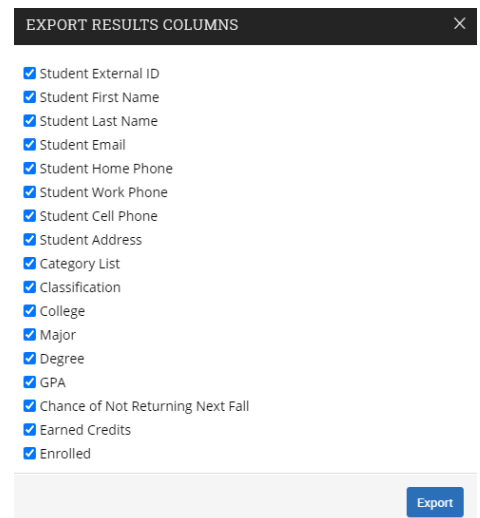 EXPORT RESULTS COLUMNS
Student External ID
Student First Name
Student Last Name
Student Email
Student Home Phone
Student Work Phone
Student Cell Phone
Student Address
Category List
Classification
College
Major
Degree
GPA
Chance of Not Returning Next Fall
Earned Credits
Enrolled
Export